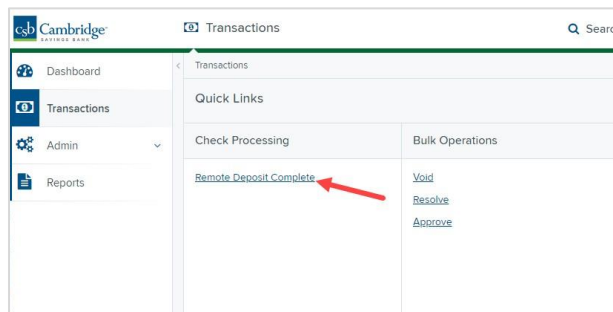 csb Cambridge
SAVINGS BANK
Transactions
Searc
Dashboard
Transactions
Admin
Reports
Transactions
Quick Links
Check Processing
Bulk Operations
Remote Deposit Complete
Void
Resolve
Approve